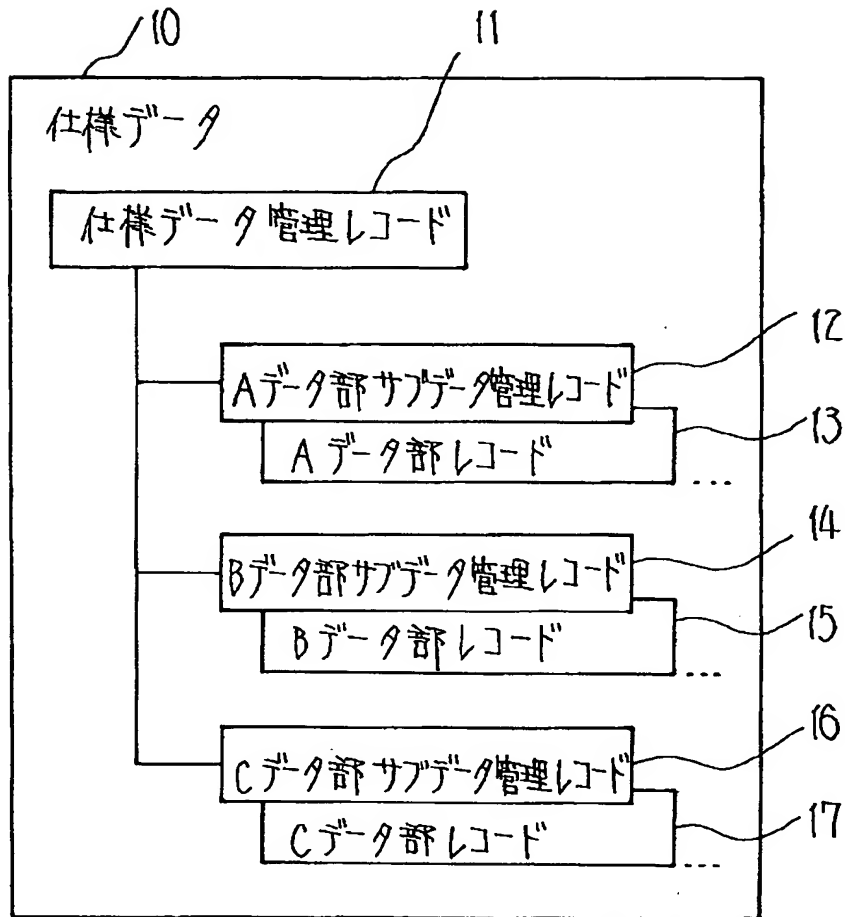 10
11
仕様データ
仕様データ管理レコード
12
Aデータ部サブデータ管理レコード
13
Aデータ部レコード
...
14
Bデータ部サブデータ管理レコード
15
Bデータ部レコード
...
16
Cデータ部サブデータ管理レコード
17
Cデータ部レコード
...